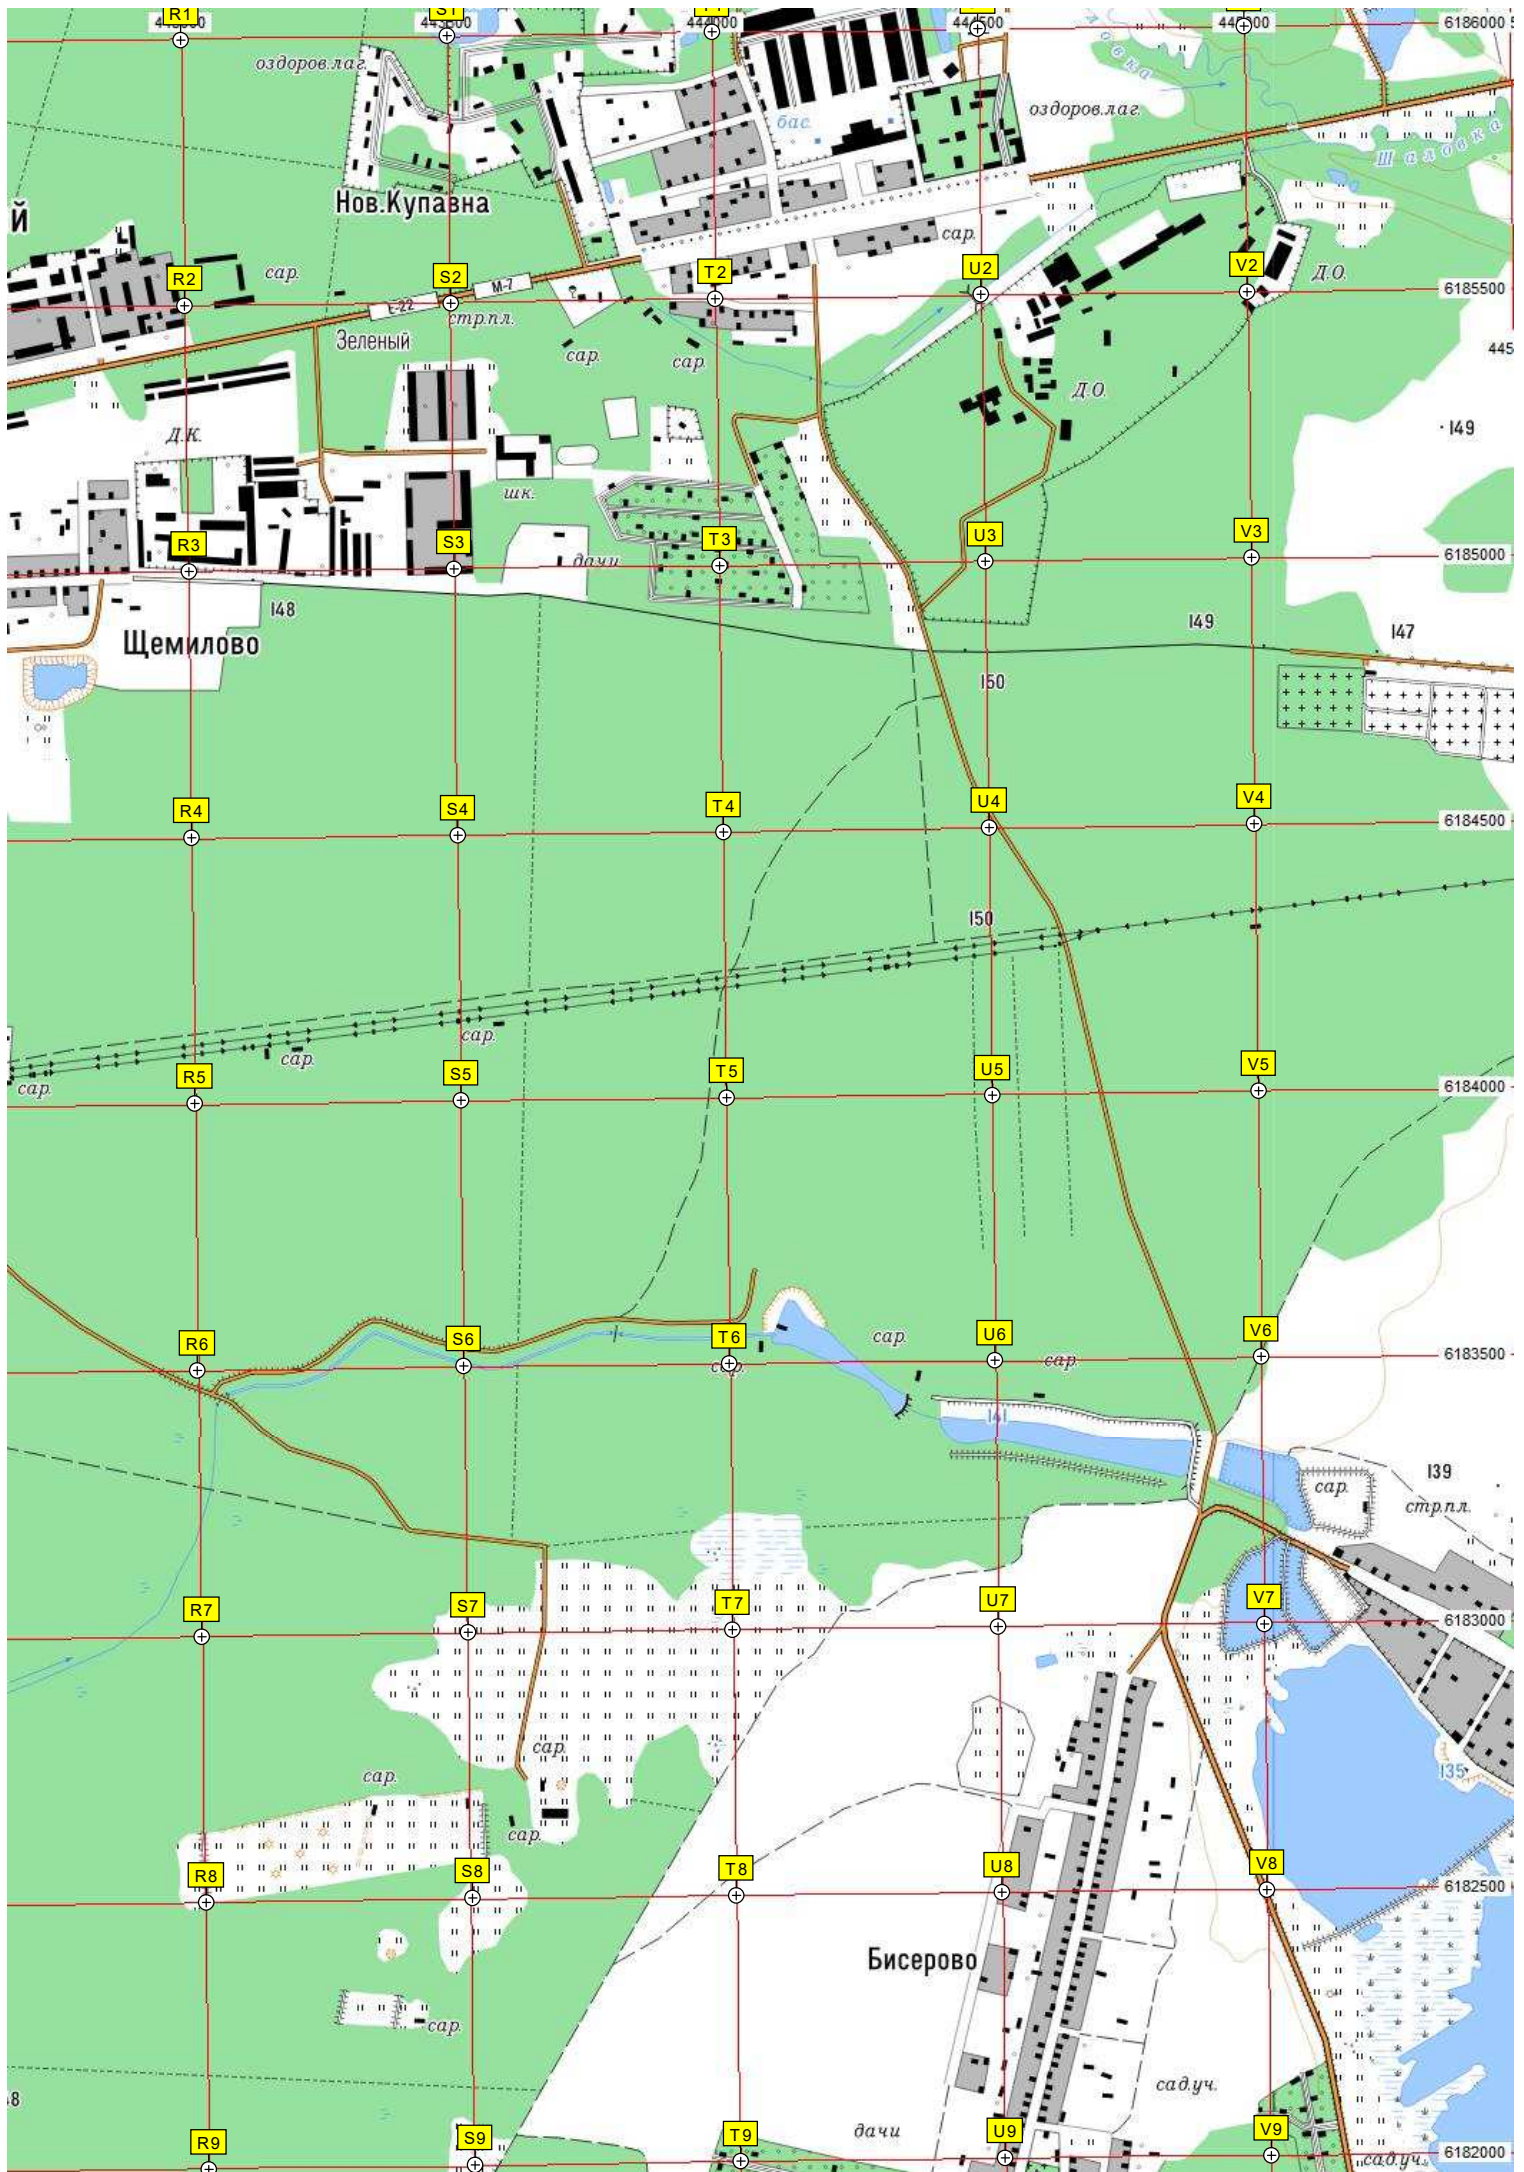 R1
S1
6186000
оздоров.лаг.
бас.
оздоров.лаг.
Шаловка
Нов.Купавна
й
сар.
R2
сар.
S2
T2
U2
V2
Д.О.
6185500
М-7
Е-22
стр.пл.
Зеленый
сар.
сар.
445
Д.О.
Д.К.
149
шк.
R3
S3
T3
U3
V3
6185000
дачи
148
Щемилово
149
147
150
R4
S4
T4
U4
V4
6184500
150
сар.
сар.
сар.
R5
S5
T5
U5
V5
6184000
R6
S6
T6
сар.
U6
V6
6183500
сар.
сар.
141
139
сар.
стр.пл.
R7
S7
T7
U7
V7
6183000
сар.
сар.
135
сар.
R8
S8
T8
U8
V8
6182500
Бисерово
сар.
сад.уч.
дачи
R9
S9
T9
U9
V9
6182000
сад.уч.